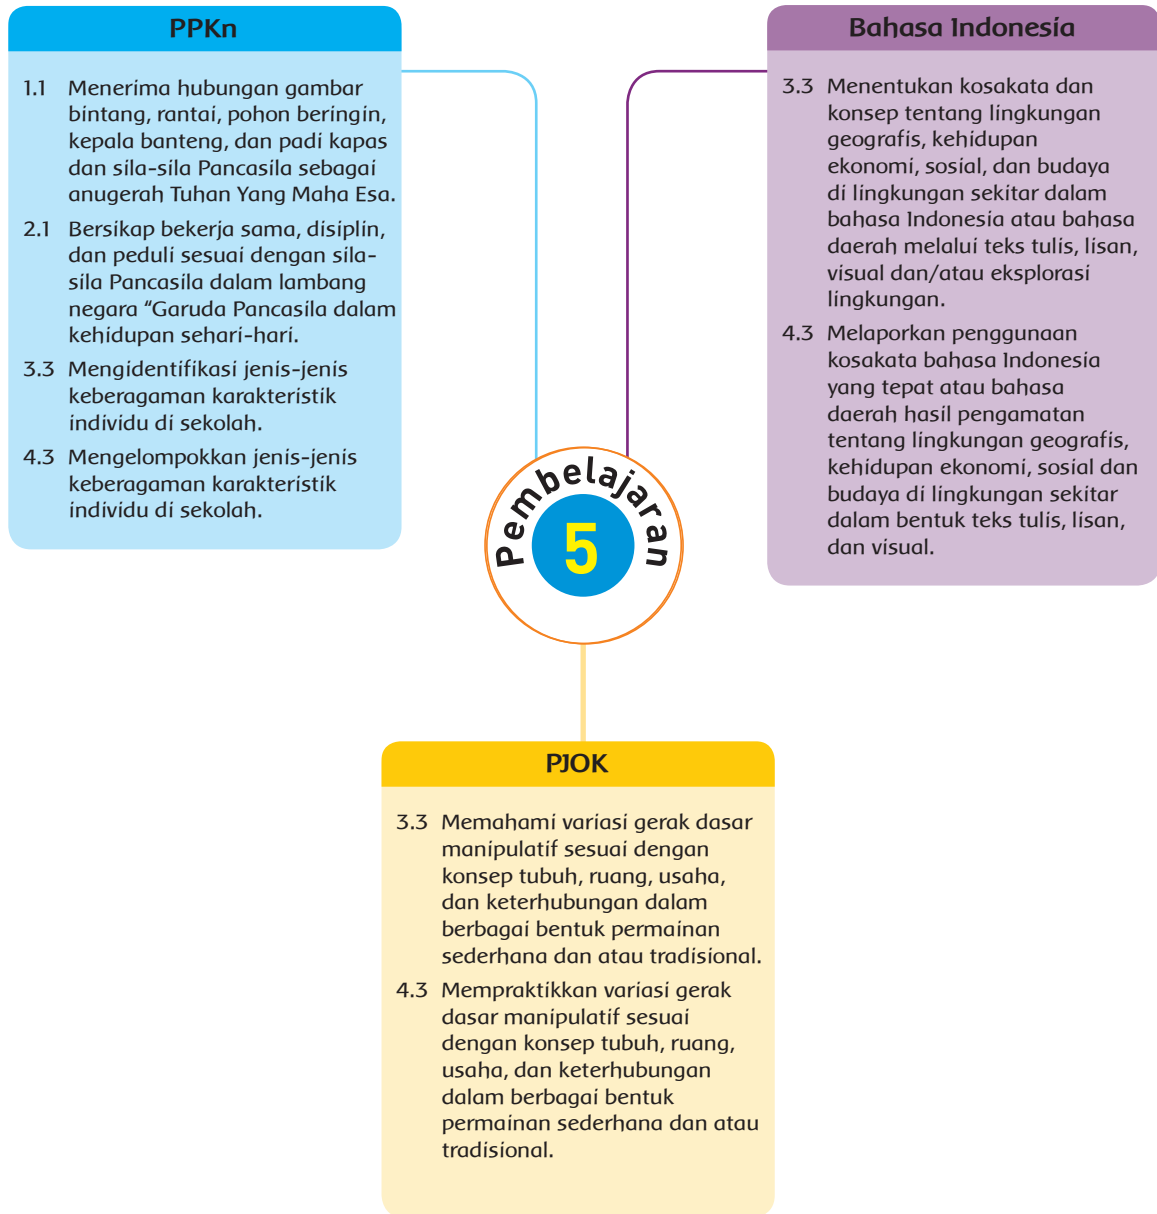 PPKn
1.1 Menerima hubungan gambar
bintang, rantai, pohon beringin,
kepala banteng, dan padi kapas
dan sila-sila Pancasila sebagai
anugerah Tuhan Yang Maha Esa.
2.1 Bersikap bekerja sama, disiplin,
dan peduli sesuai dengan sila-
sila Pancasila dalam lambang
negara “Garuda Pancasila dalam
kehidupan sehari-hari.
3.3 Mengidentifikasi jenis-jenis
keberagaman karakteristik
individu di sekolah.
4.3 Mengelompokkan jenis-jenis
keberagaman karakteristik
individu di sekolah.
Bahasa Indonesia
3.3 Menentukan kosakata dan
konsep tentang lingkungan
geografis, kehidupan
ekonomi, sosial, dan budaya
di lingkungan sekitar dalam
bahasa Indonesia atau bahasa
daerah melalui teks tulis, lisan,
visual dan/atau eksplorasi
lingkungan.
4.3 Melaporkan penggunaan
kosakata bahasa Indonesia
yang tepat atau bahasa
daerah hasil pengamatan
tentang lingkungan geografis,
kehidupan ekonomi, sosial dan
budaya di lingkungan sekitar
dalam bentuk teks tulis, lisan,
dan visual.
Pembelajaran
5
PJOK
3.3 Memahami variasi gerak dasar
manipulatif sesuai dengan
konsep tubuh, ruang, usaha,
dan keterhubungan dalam
berbagai bentuk permainan
sederhana dan atau tradisional.
4.3 Mempraktikkan variasi gerak
dasar manipulatif sesuai
dengan konsep tubuh, ruang,
usaha, dan keterhubungan
dalam berbagai bentuk
permainan sederhana dan atau
tradisional.